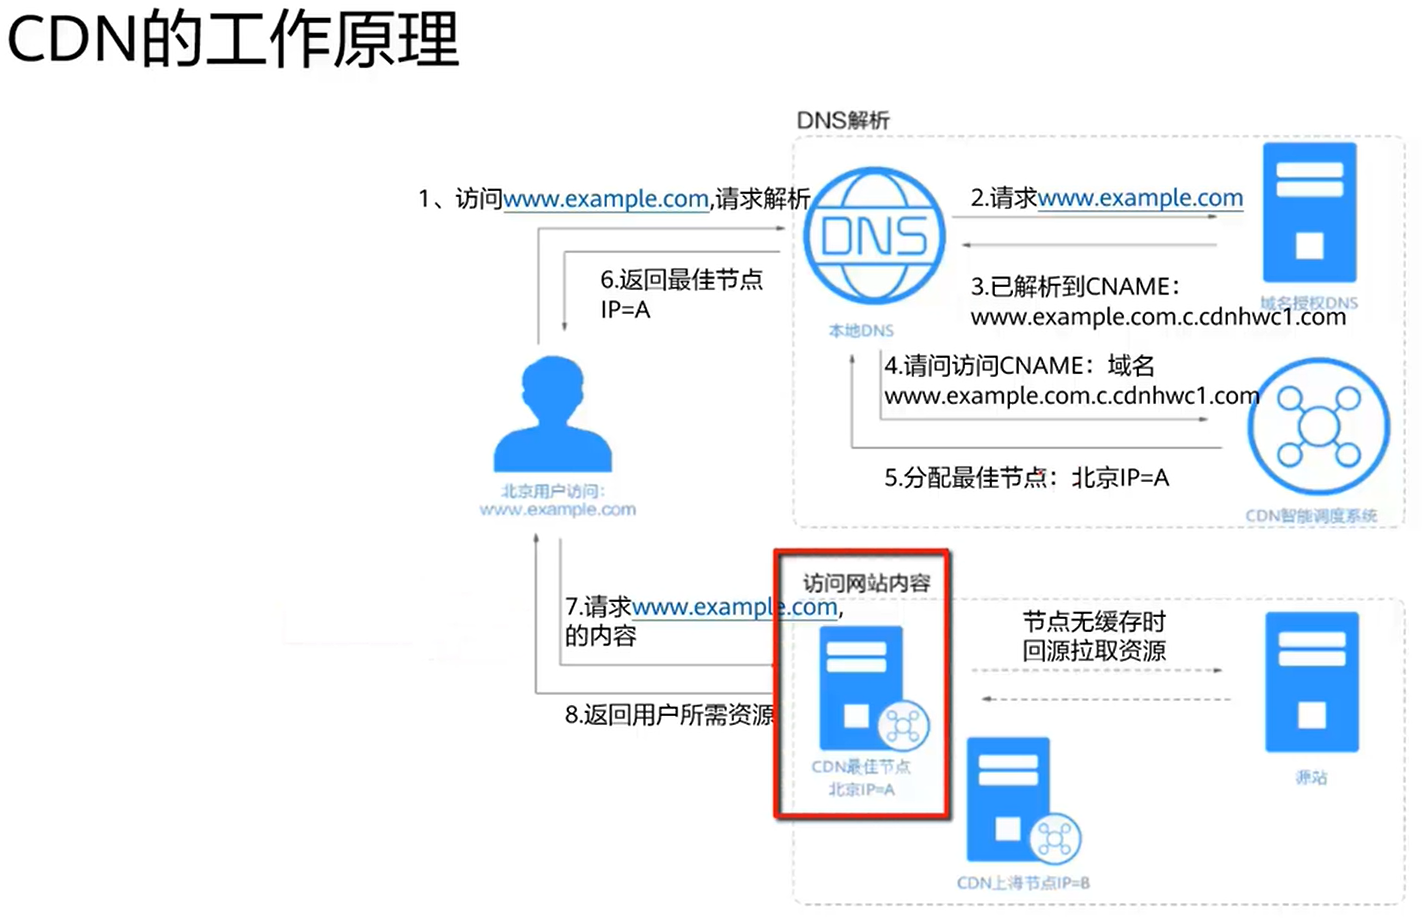 CDN的工作原理
DNS解析
1、访问www.example.com,请求解析
DNS
2.请求www.example.com
6.返回最佳节点
IP=A
3.已解析到CNAME：
www.example.com.c.cdnhwc1.com
域名授权DNS
本地DNS
4.请问访问CNAME：域名
www.example.com.c.cdnhwc1.com
5.分配最佳节点：北京IP=A
CDN智能调度系统
北京用户访问:
www.example.com
访问网站内容
7.请求www.example.com,
的内容
节点无缓存时
回源拉取资源
8.返回用户所需资源
CDN最佳节点
北京IP=A
源站
CDN上海节点IP=B